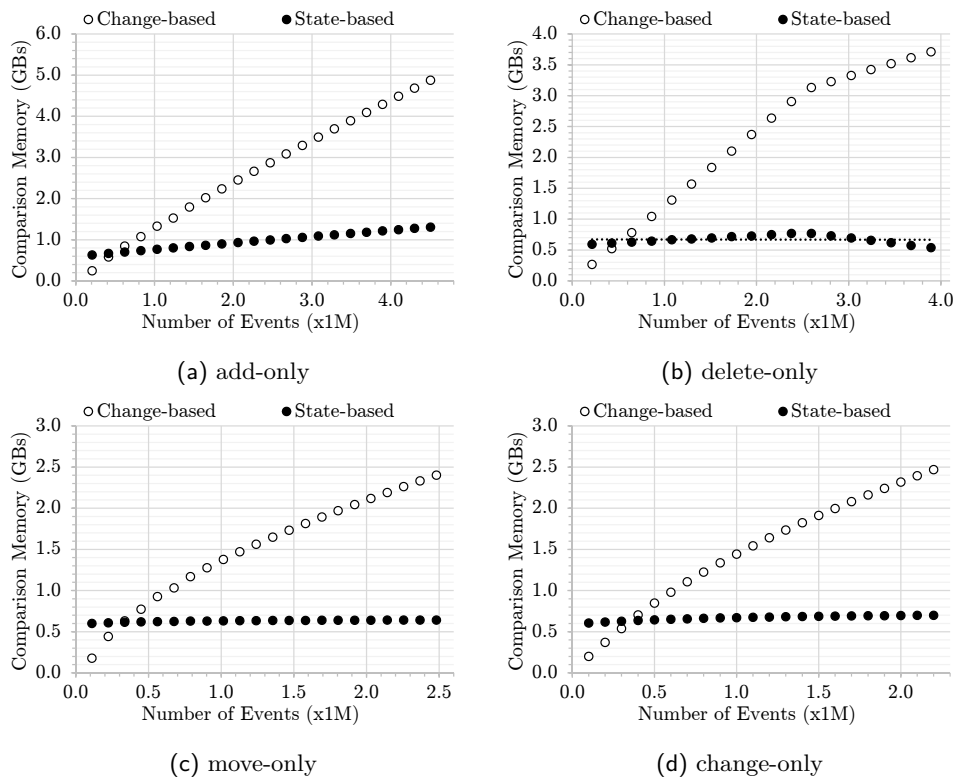 Change-based State-based
Comparison Memory (GBs)
6.0
5.0
4.0
3.0
2.0
1.0
0.0
0.0 1.0 2.0 3.0 4.0
Number of Events (x1M)
(a) add-only
Change-based State-based
Comparison Memory (GBs)
4.0
3.5
3.0
2.5
2.0
1.5
1.0
0.5
0.0
0.0 1.0 2.0 3.0 4.0
Number of Events (x1M)
(b) delete-only
Change-based State-based
Comparison Memory (GBs)
3.0
2.5
2.0
1.5
1.0
0.5
0.0
0.0 0.5 1.0 1.5 2.0 2.5
Number of Events (x1M)
(c) move-only
Change-based State-based
Comparison Memory (GBs)
3.0
2.5
2.0
1.5
1.0
0.5
0.0
0.0 0.5 1.0 1.5 2.0
Number of Events (x1M)
(d) change-only